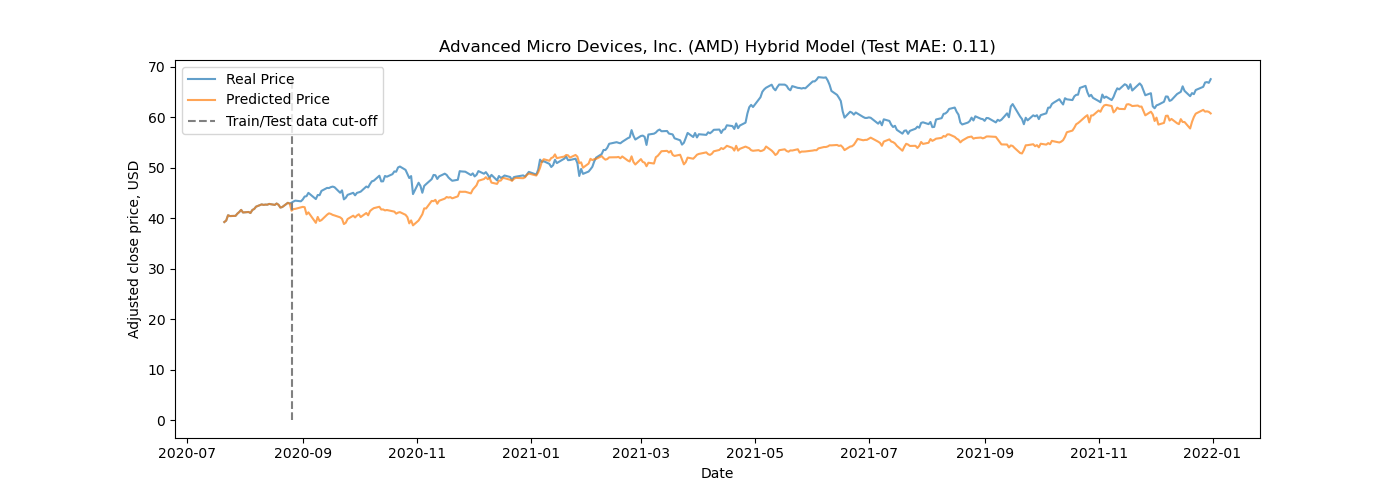 Advanced Micro Devices, Inc. (AMD) Hybrid Model (Test MAE: 0.11)
Real Price
Predicted Price
Train/Test data cut-off
Adjusted close price, USD
70
60
50
40
30
20
10
0
2020-07 2020-09 2020-11 2021-01 2021-03 2021-05 2021-07 2021-09 2021-11 2022-01
Date